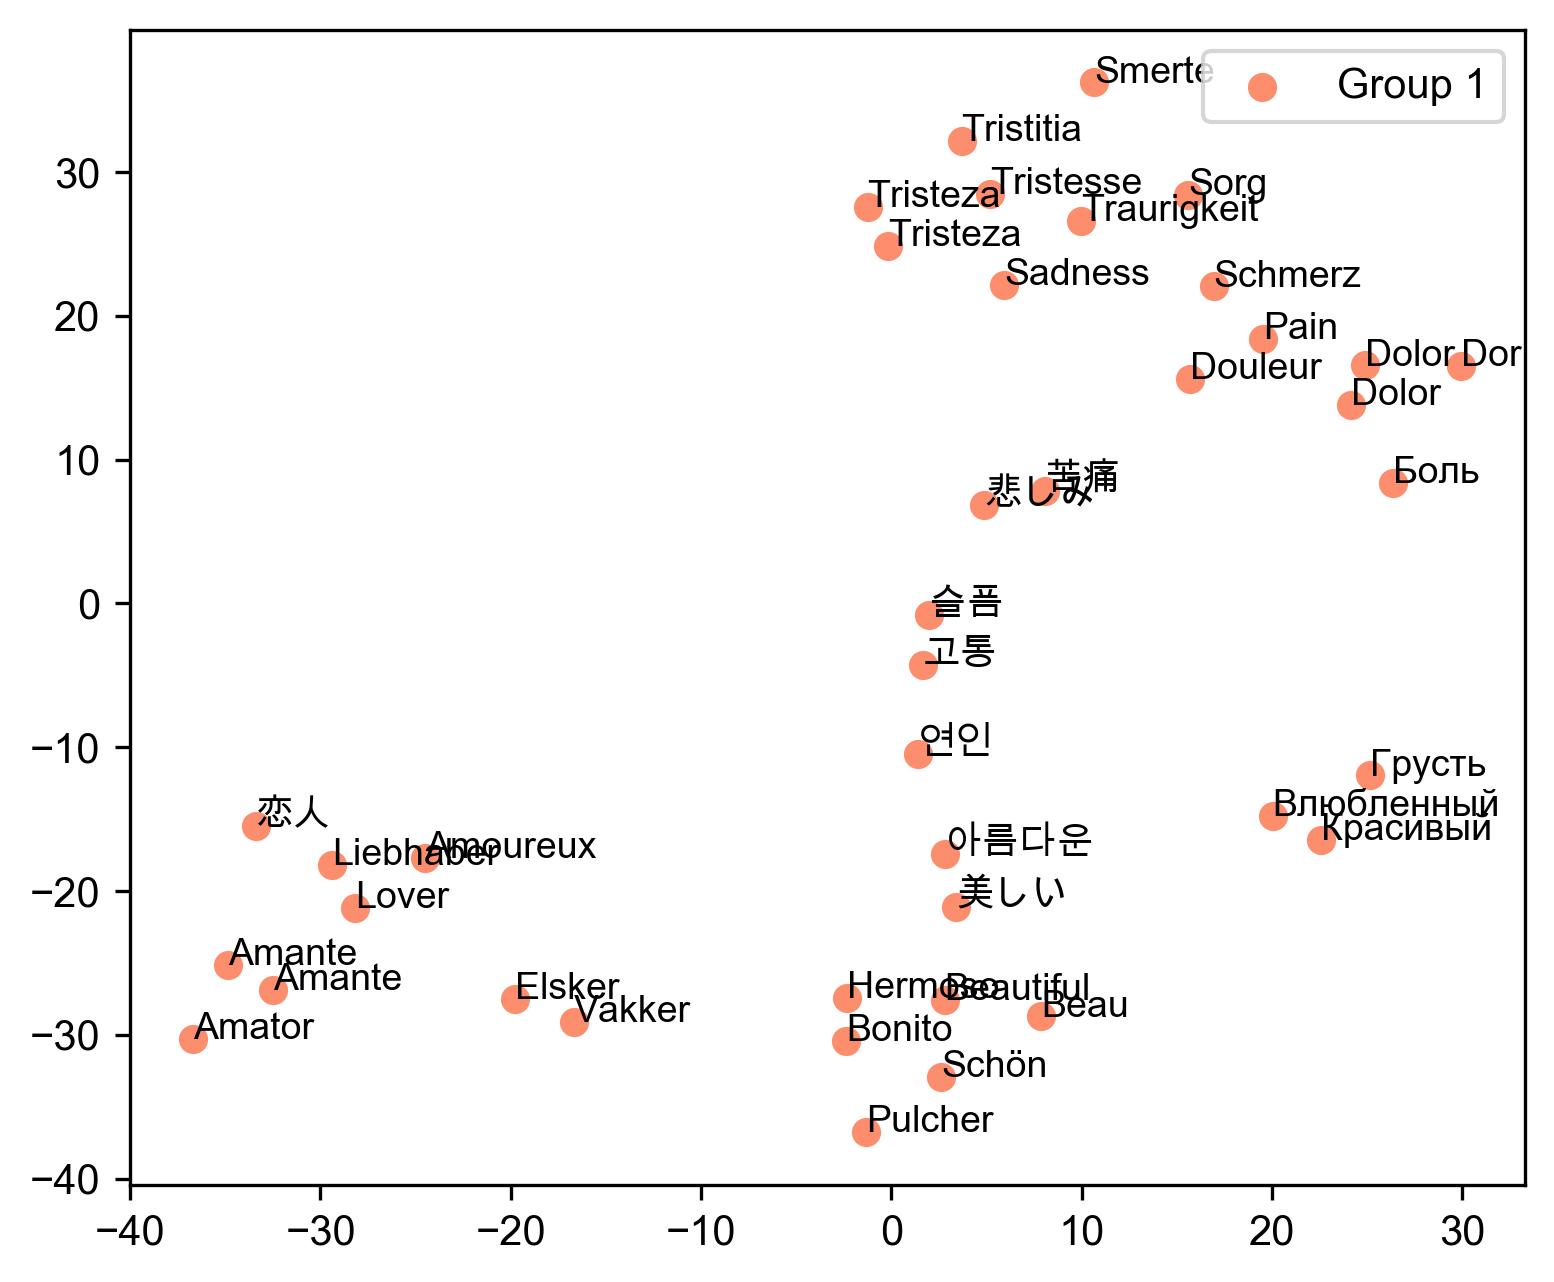 Smerte
Group 1
Tristitia
Tristesse
Sorg
Tristeza
Traurigkeit
Tristeza
Sadness
Schmerz
Pain
Dolor
Dor
Douleur
Dolor
Боль
苦痛
悲しみ
슬픔
고통
연인
Грусть
Влюбленный
恋人
Красивый
Amoureux
아름다운
Liebhaber
Lover
美しい
Amante
Amante
Elsker
Hermoso
Beautiful
Vakker
Beau
Amator
Bonito
Schön
Pulcher
30
20
10
0
−10
−20
−30
−40
−40 −30 −20 −10 0 10 20 30